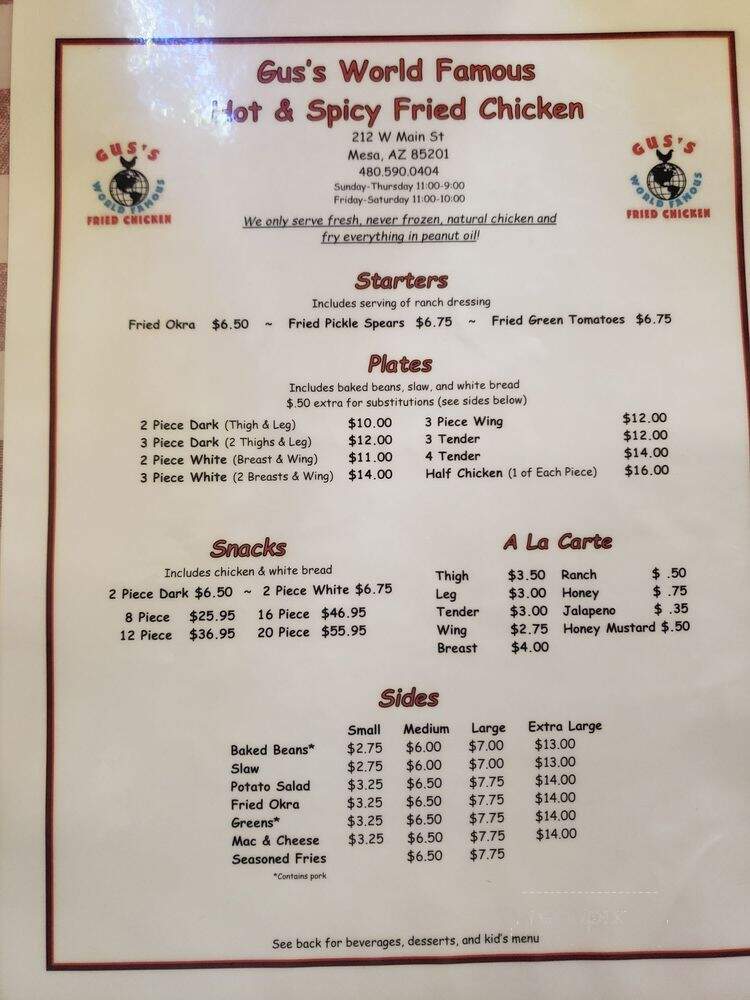 Gus's World Famous
Hot & Spicy Fried Chicken
212 W Main St
Mesa, AZ 85201
480.590.0404
Sunday-Thursday 11:00-9:00
Friday-Saturday 11:00-10:00
GUS'S
WORLD FAMOUS
FRIED CHICKEN
GUS'S
WORLD FAMOUS
FRIED CHICKEN
We only serve fresh, never frozen, natural chicken and
fry everything in peanut oil!
Starters
Includes serving of ranch dressing
Fried Okra $6.50 ~ Fried Pickle Spears $6.75 ~ Fried Green Tomatoes $6.75
Plates
Includes baked beans, slaw, and white bread
$.50 extra for substitutions (see sides below)
2 Piece Dark (Thigh & Leg) $10.00 3 Piece Wing $12.00
3 Piece Dark (2 Thighs & Leg) $12.00 3 Tender $12.00
2 Piece White (Breast & Wing) $11.00 4 Tender $14.00
3 Piece White (2 Breasts & Wing) $14.00 Half Chicken (1 of Each Piece) $16.00
Snacks
Includes chicken & white bread
2 Piece Dark $6.50 ~ 2 Piece White $6.75
8 Piece $25.95 16 Piece $46.95
12 Piece $36.95 20 Piece $55.95
A La Carte
Thigh $3.50 Ranch $ .50
Leg $3.00 Honey $ .75
Tender $3.00 Jalapeno $ .35
Wing $2.75 Honey Mustard $.50
Breast $4.00
Sides
Small Medium Large Extra Large
Baked Beans* $2.75 $6.00 $7.00 $13.00
Slaw $2.75 $6.00 $7.00 $13.00
Potato Salad $3.25 $6.50 $7.75 $14.00
Fried Okra $3.25 $6.50 $7.75 $14.00
Greens* $3.25 $6.50 $7.75 $14.00
Mac & Cheese $3.25 $6.50 $7.75 $14.00
Seasoned Fries $6.50 $7.75
*Contains pork
See back for beverages, desserts, and kid's menu